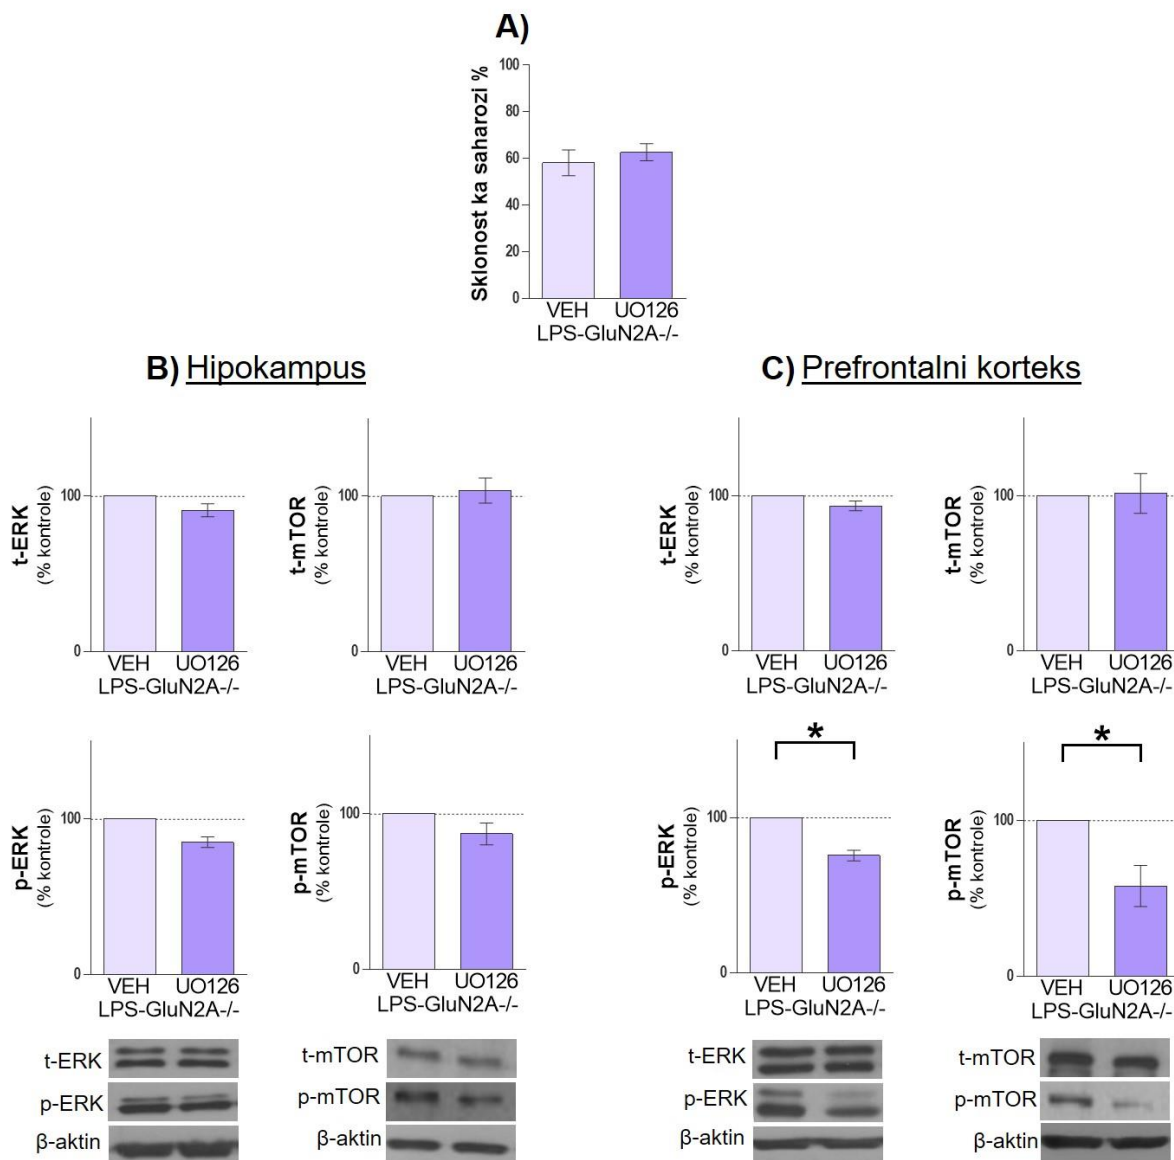 A)
Sklonost ka saharozi %
100
80
60
40
20
0
VEH UO126
LPS-GluN2A-/-
B) Hipokampus
t-ERK
(% kontrole)
100
0
VEH UO126
LPS-GluN2A-/-
t-mTOR
(% kontrole)
100
0
VEH UO126
LPS-GluN2A-/-
p-ERK
(% kontrole)
100
0
VEH UO126
LPS-GluN2A-/-
p-mTOR
(% kontrole)
100
0
VEH UO126
LPS-GluN2A-/-
t-ERK
p-ERK
β-aktin
t-mTOR
p-mTOR
β-aktin
C) Prefrontalni korteks
t-ERK
(% kontrole)
100
0
VEH UO126
LPS-GluN2A-/-
t-mTOR
(% kontrole)
100
0
VEH UO126
LPS-GluN2A-/-
*
p-ERK
(% kontrole)
100
0
VEH UO126
LPS-GluN2A-/-
*
p-mTOR
(% kontrole)
100
0
VEH UO126
LPS-GluN2A-/-
t-ERK
p-ERK
β-aktin
t-mTOR
p-mTOR
β-aktin